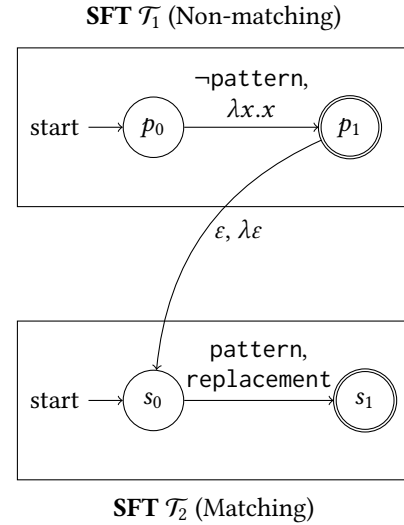 SFT 𝒯₁ (Non-matching)
¬pattern,
λx.x
start p₀ p₁
ε, λε
pattern,
replacement
start s₀ s₁
SFT 𝒯₂ (Matching)